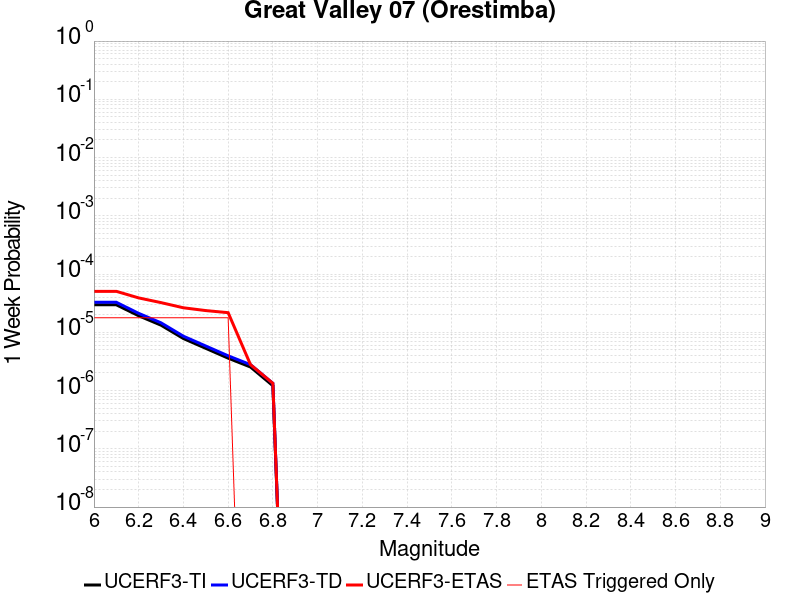 Great Valley 07 (Orestimba)
10^0
10^-1
10^-2
10^-3
10^-4
10^-5
10^-6
10^-7
10^-8
1 Week Probability
6 6.2 6.4 6.6 6.8 7 7.2 7.4 7.6 7.8 8 8.2 8.4 8.6 8.8 9
Magnitude
UCERF3-TI UCERF3-TD UCERF3-ETAS ETAS Triggered Only